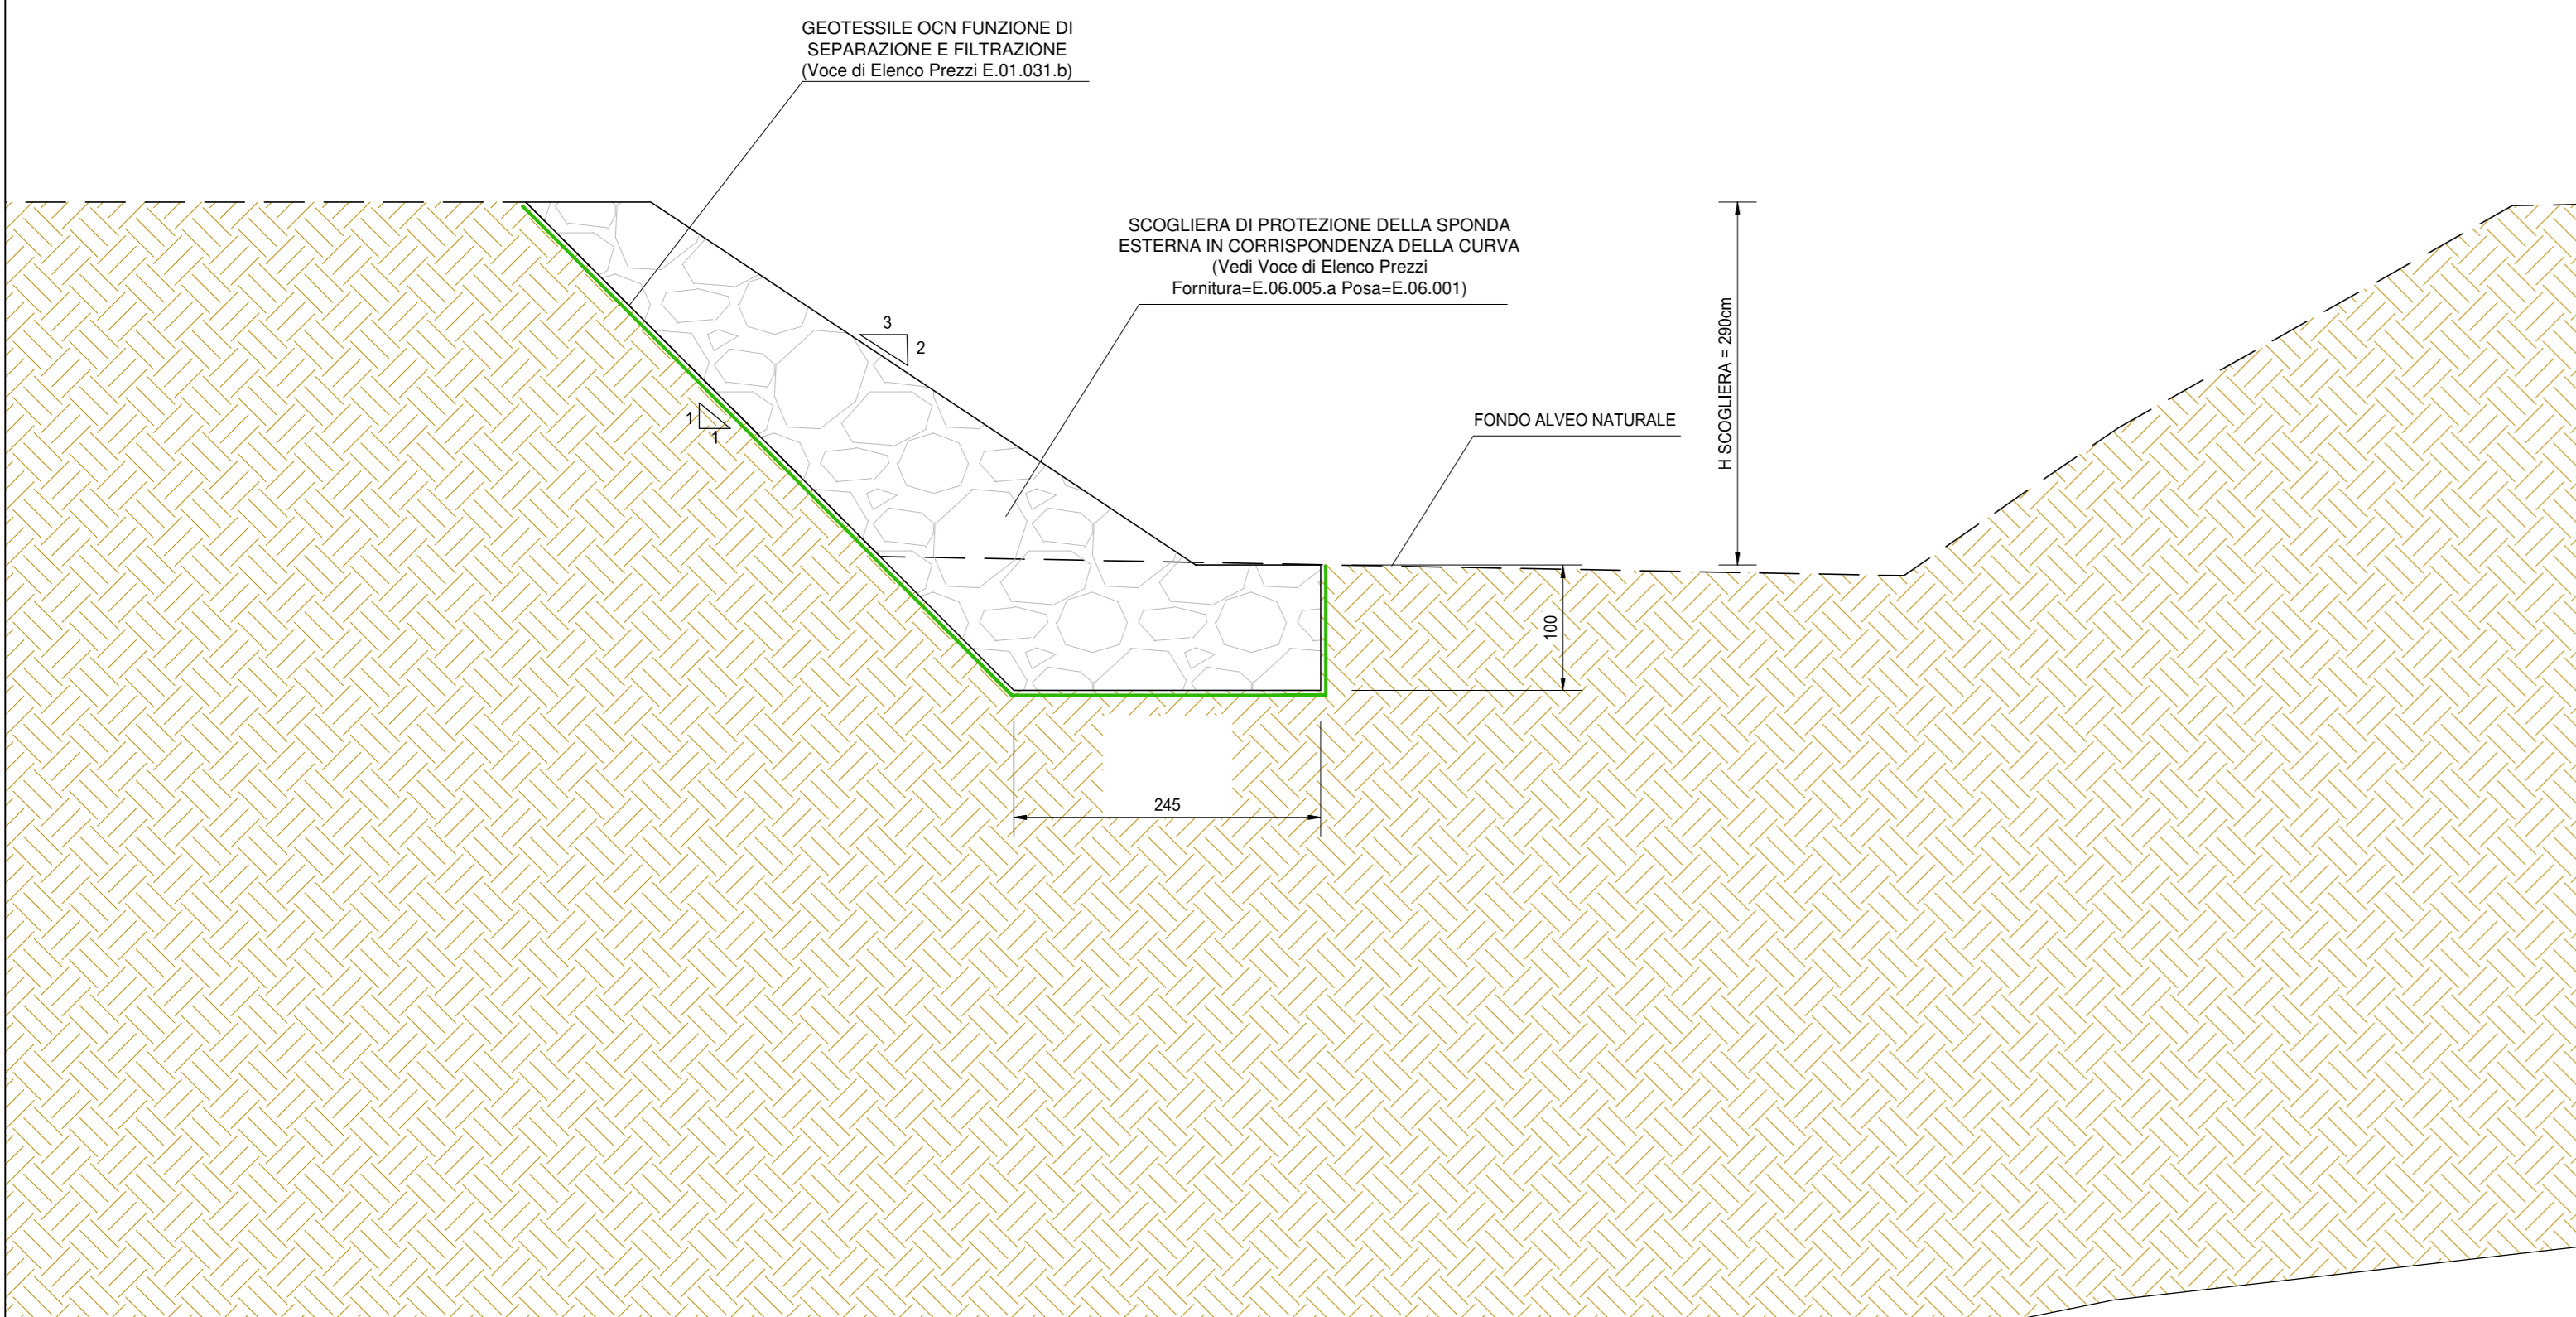 GEOTESSILE OCN FUNZIONE DI
SEPARAZIONE E FILTRAZIONE
(Voce di Elenco Prezzi E.01.031.b)
SCOGLIERA DI PROTEZIONE DELLA SPONDA
ESTERNA IN CORRISPONDENZA DELLA CURVA
(Vedi Voce di Elenco Prezzi
Fornitura=E.06.005.a Posa=E.06.001)
3
2
H SCOGLIERA = 290cm
1
1
FONDO ALVEO NATURALE
100
245